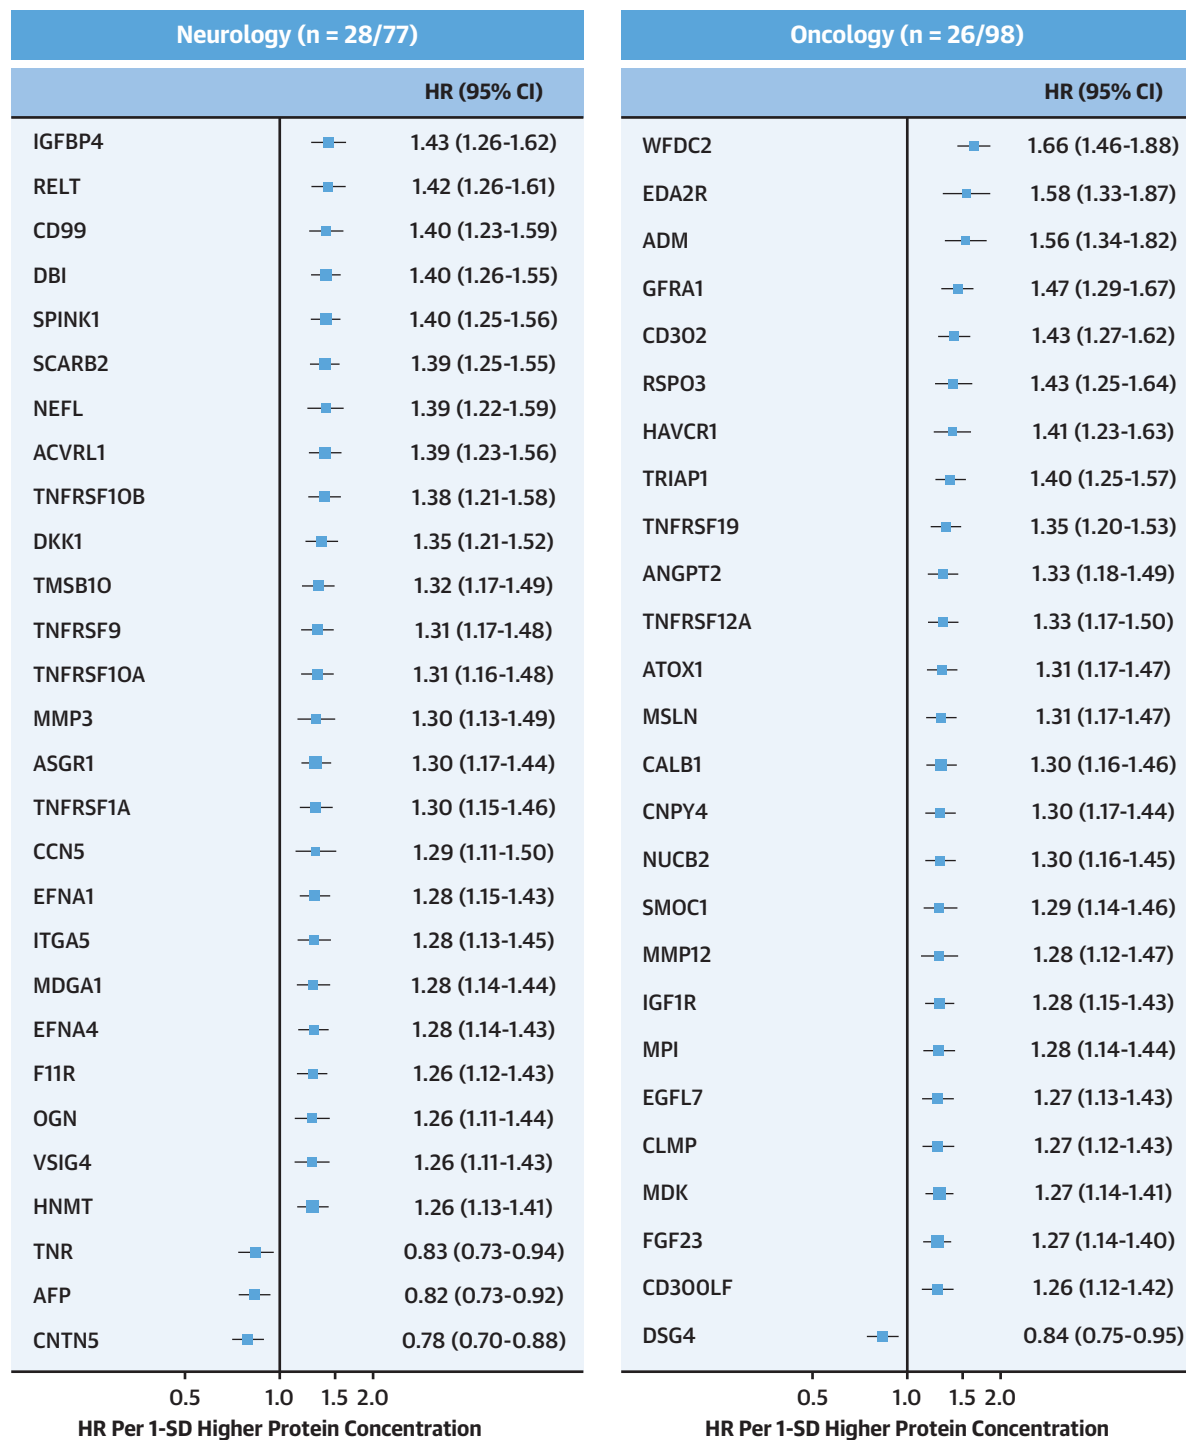 Neurology (n = 28/77)
HR (95% CI)
IGFBP4 1.43 (1.26-1.62)
RELT 1.42 (1.26-1.61)
CD99 1.40 (1.23-1.59)
DBI 1.40 (1.26-1.55)
SPINK1 1.40 (1.25-1.56)
SCARB2 1.39 (1.25-1.55)
NEFL 1.39 (1.22-1.59)
ACVRL1 1.39 (1.23-1.56)
TNFRSF10B 1.38 (1.21-1.58)
DKK1 1.35 (1.21-1.52)
TMSB10 1.32 (1.17-1.49)
TNFRSF9 1.31 (1.17-1.48)
TNFRSF10A 1.31 (1.16-1.48)
MMP3 1.30 (1.13-1.49)
ASGR1 1.30 (1.17-1.44)
TNFRSF1A 1.30 (1.15-1.46)
CCN5 1.29 (1.11-1.50)
EFNA1 1.28 (1.15-1.43)
ITGA5 1.28 (1.13-1.45)
MDGA1 1.28 (1.14-1.44)
EFNA4 1.28 (1.14-1.43)
F11R 1.26 (1.12-1.43)
OGN 1.26 (1.11-1.44)
VSIG4 1.26 (1.11-1.43)
HNMT 1.26 (1.13-1.41)
TNR 0.83 (0.73-0.94)
AFP 0.82 (0.73-0.92)
CNTN5 0.78 (0.70-0.88)
0.5 1.0 1.5 2.0
HR Per 1-SD Higher Protein Concentration
Oncology (n = 26/98)
HR (95% CI)
WFDC2 1.66 (1.46-1.88)
EDA2R 1.58 (1.33-1.87)
ADM 1.56 (1.34-1.82)
GFRA1 1.47 (1.29-1.67)
CD302 1.43 (1.27-1.62)
RSPO3 1.43 (1.25-1.64)
HAVCR1 1.41 (1.23-1.63)
TRIAP1 1.40 (1.25-1.57)
TNFRSF19 1.35 (1.20-1.53)
ANGPT2 1.33 (1.18-1.49)
TNFRSF12A 1.33 (1.17-1.50)
ATOX1 1.31 (1.17-1.47)
MSLN 1.31 (1.17-1.47)
CALB1 1.30 (1.16-1.46)
CNPY4 1.30 (1.17-1.44)
NUCB2 1.30 (1.16-1.45)
SMOC1 1.29 (1.14-1.46)
MMP12 1.28 (1.12-1.47)
IGF1R 1.28 (1.15-1.43)
MPI 1.28 (1.14-1.44)
EGFL7 1.27 (1.13-1.43)
CLMP 1.27 (1.12-1.43)
MDK 1.27 (1.14-1.41)
FGF23 1.27 (1.14-1.40)
CD300LF 1.26 (1.12-1.42)
DSG4 0.84 (0.75-0.95)
0.5 1.0 1.5 2.0
HR Per 1-SD Higher Protein Concentration